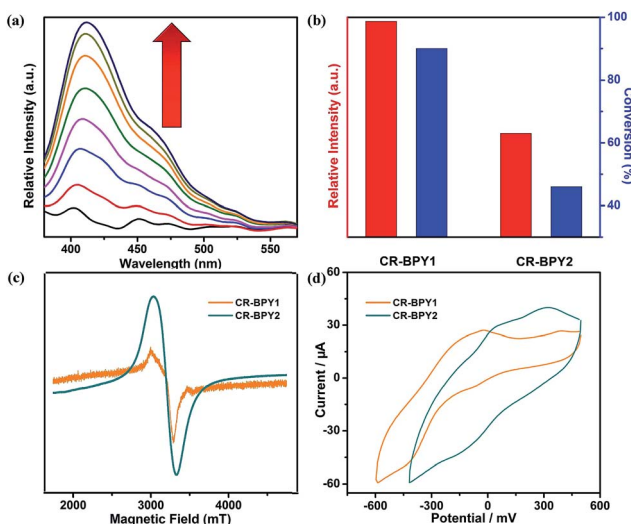 (a)
Relative Intensity (a.u.)
400 450 500 550
Wavelength (nm)
(b)
Relative Intensity (a.u.)
100
80
60
40
Conversion (%)
CR-BPY1 CR-BPY2
(c)
CR-BPY1
CR-BPY2
2000 3000 4000
Magnetic Field (mT)
(d)
CR-BPY1
CR-BPY2
Current / μA
60
30
0
-30
-60
-600 -300 0 300 600
Potential / mV